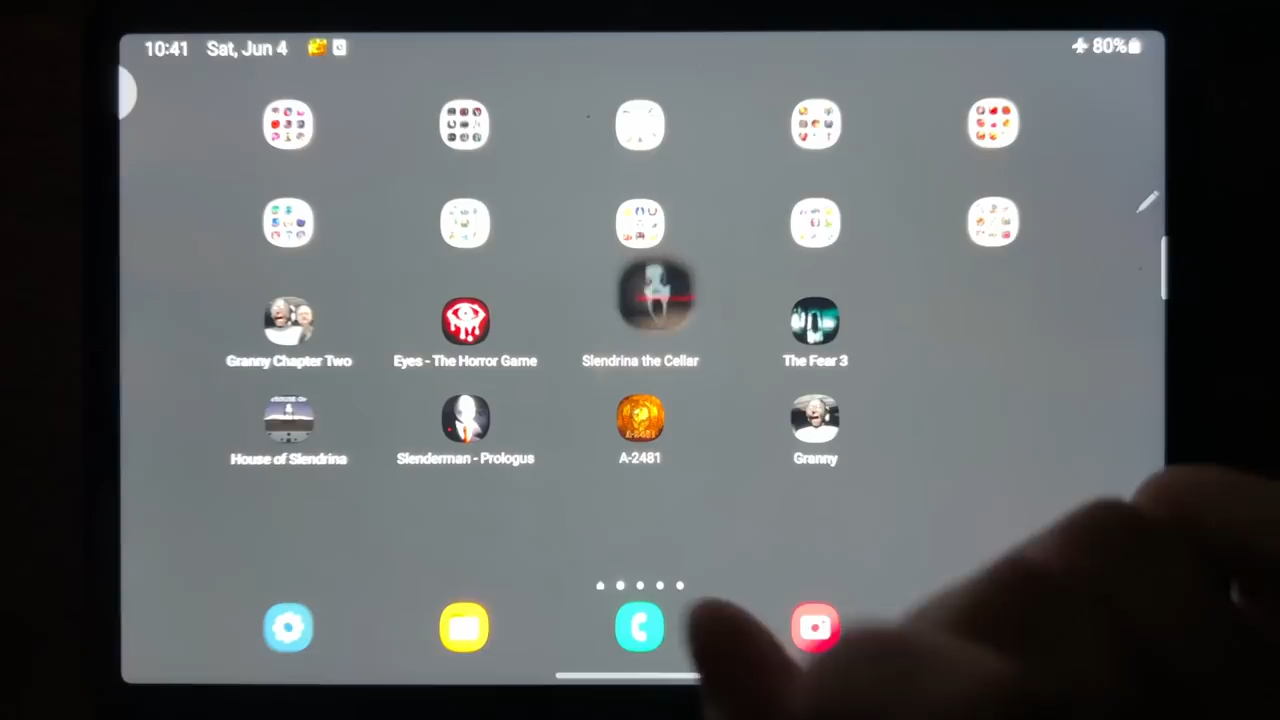 10:41 Sat, Jun 4 80%
Granny Chapter Two Eyes - The Horror Game Slendrina the Cellar The Fear 3
House of Slendrina Slenderman - Prologus A-2481 Granny